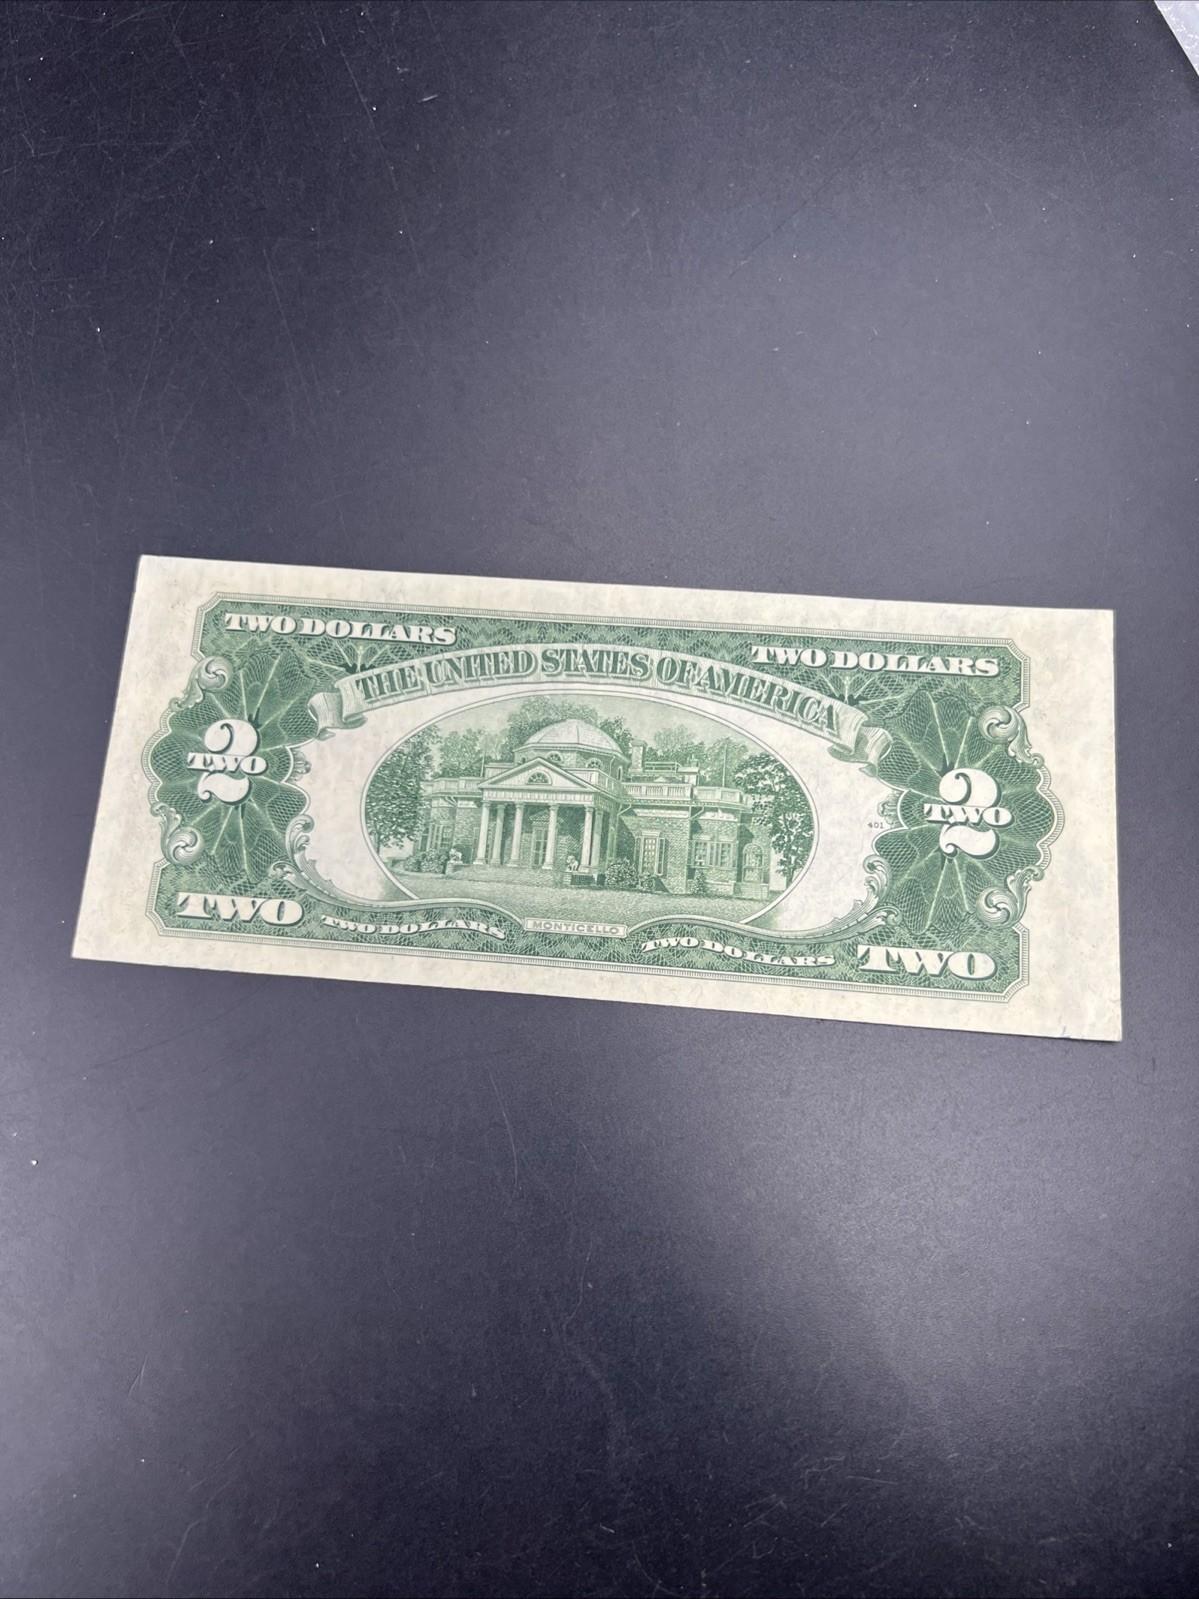 TWO DOLLARS
TWO DOLLARS
THE UNITED STATES OF AMERICA
2
TWO
2
TWO
401
TWO
TWO DOLLARS
MONTICELLO
TWO DOLLARS
TWO